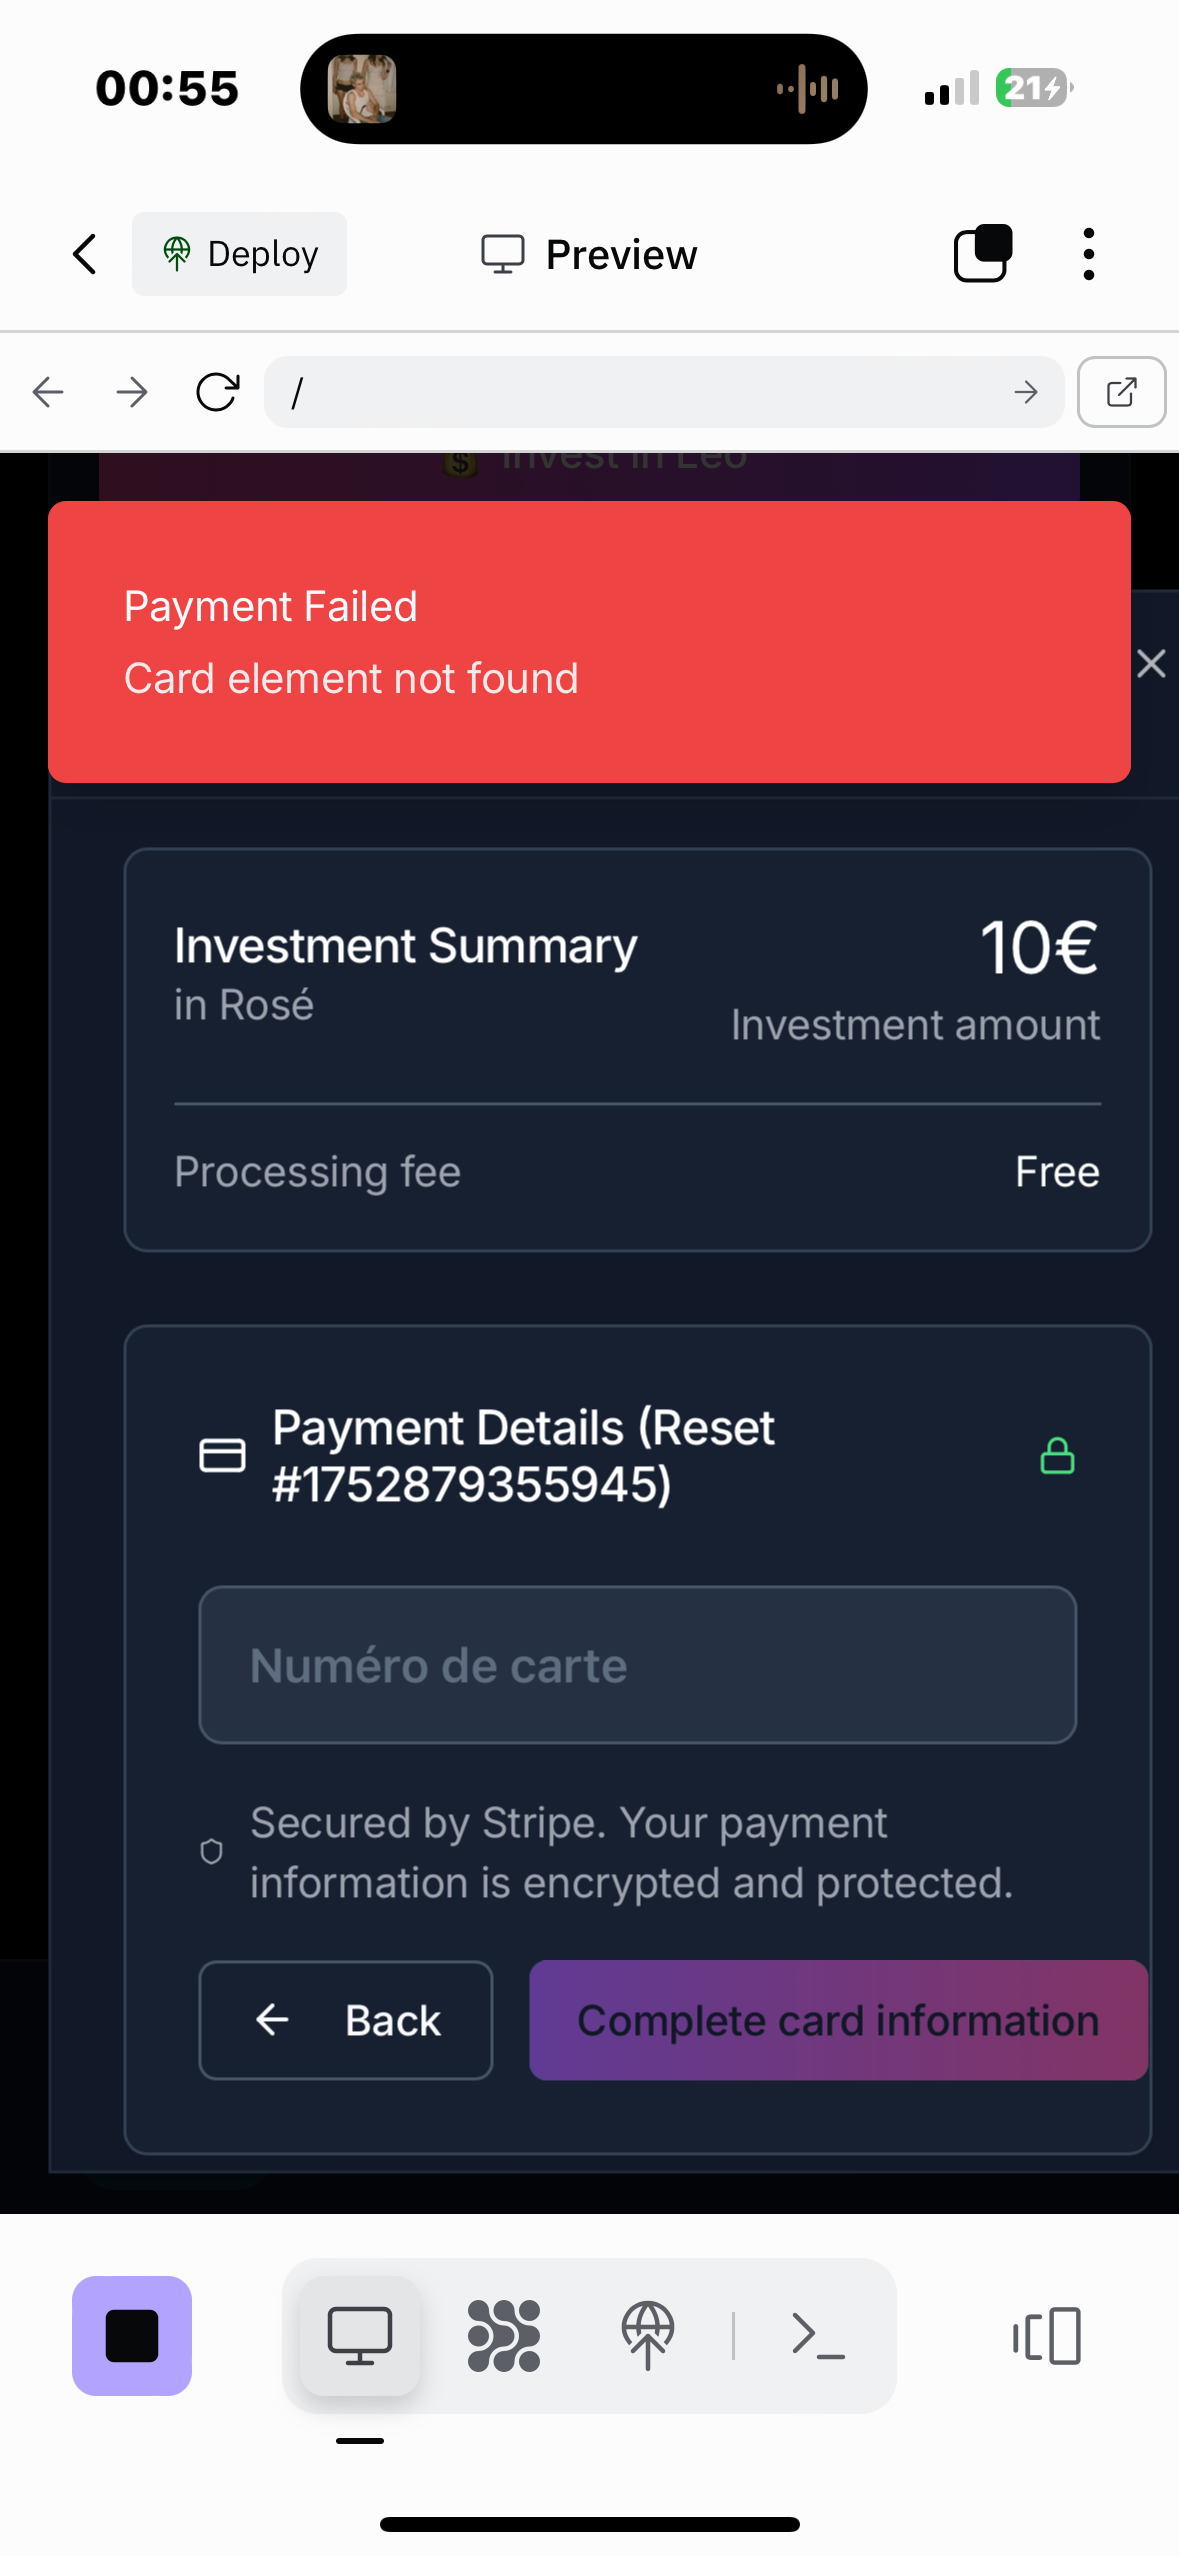 00:55
21
Deploy
Preview
/
Invest in Leo
Payment Failed
Card element not found
Investment Summary
10€
in Rosé
Investment amount
Processing fee
Free
Payment Details (Reset
#1752879355945)
Numéro de carte
Secured by Stripe. Your payment
information is encrypted and protected.
Back
Complete card information